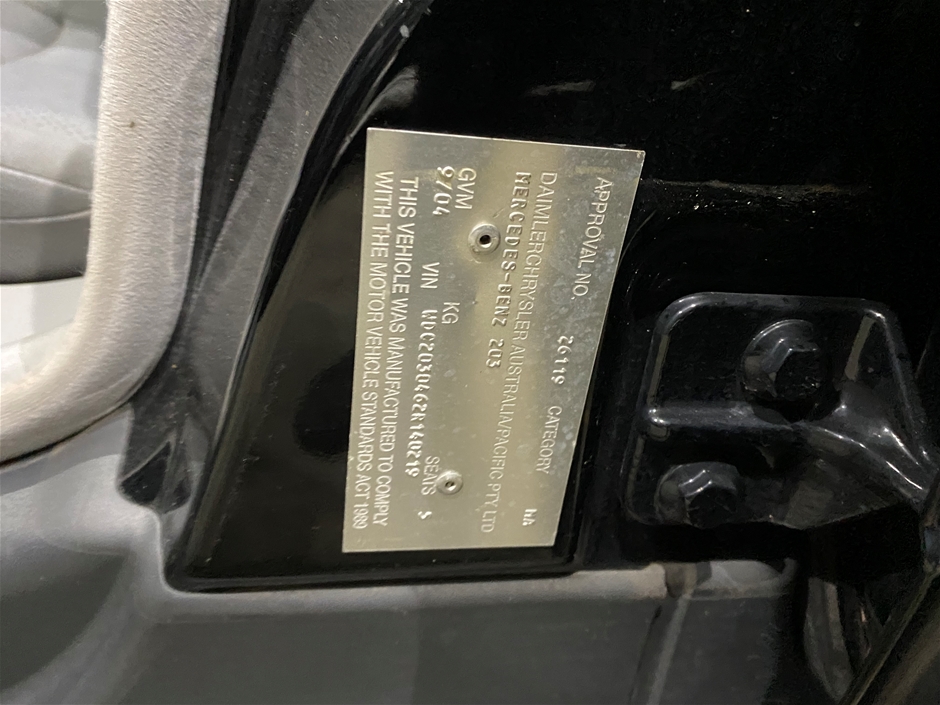 APPROVAL NO. 26119 CATEGORY MA
DAIMLERCHRYSLER AUSTRALIA/PACIFIC PTY LTD
MERCEDES-BENZ 203
GVM KG SEATS 5
9/04 VIN WDC2030462R140219
THIS VEHICLE WAS MANUFACTURED TO COMPLY
WITH THE MOTOR VEHICLE STANDARDS ACT 1989